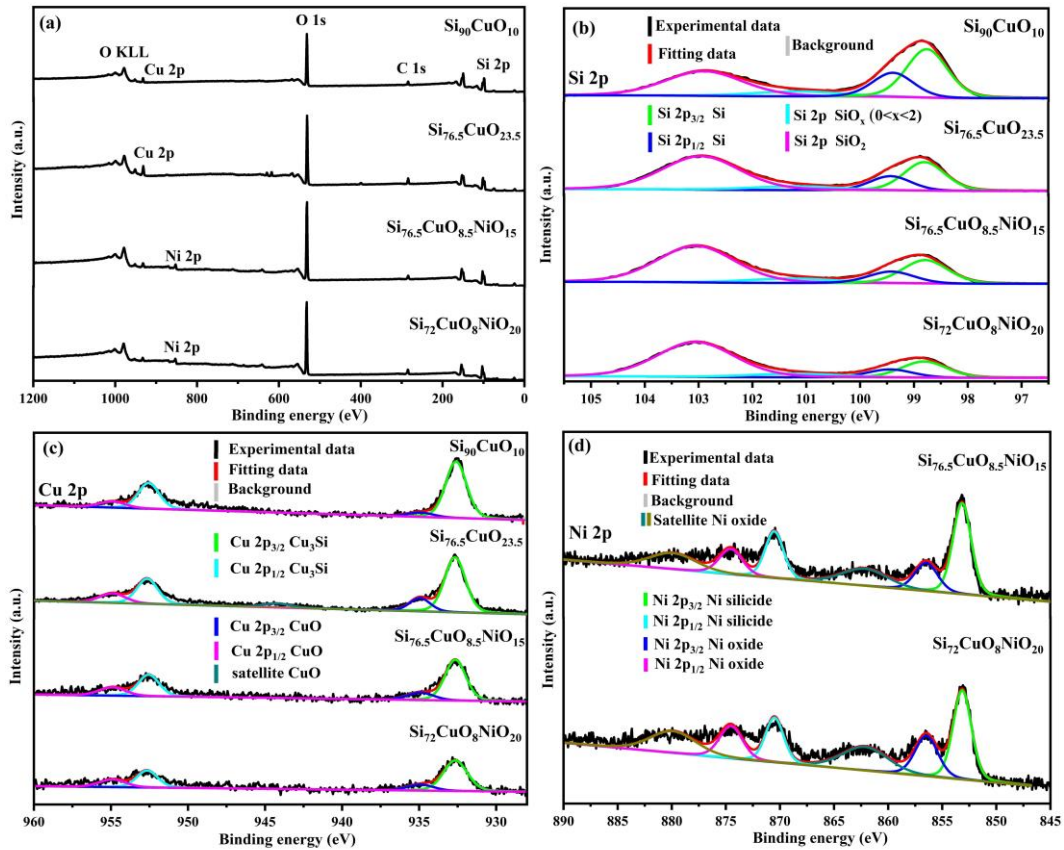 (a)
O 1s
Si₉₀CuO₁₀
O KLL
Cu 2p
C 1s
Si 2p
Si₇₆.₅CuO₂₃.₅
Cu 2p
Si₇₆.₅CuO₈.₅NiO₁₅
Ni 2p
Si₇₂CuO₈NiO₂₀
Ni 2p
Intensity (a.u.)
1200 1000 800 600 400 200 0
Binding energy (eV)
(b)
Experimental data
Fitting data
Background
Si₉₀CuO₁₀
Si 2p
Si 2p₃/₂ Si
Si 2p₁/₂ Si
Si 2p SiOₓ (0<x<2)
Si 2p SiO₂
Si₇₆.₅CuO₂₃.₅
Si₇₆.₅CuO₈.₅NiO₁₅
Si₇₂CuO₈NiO₂₀
Intensity (a.u.)
105 104 103 102 101 100 99 98 97
Binding energy (eV)
(c)
Experimental data
Fitting data
Background
Si₉₀CuO₁₀
Cu 2p
Cu 2p₃/₂ Cu₃Si
Cu 2p₁/₂ Cu₃Si
Si₇₆.₅CuO₂₃.₅
Cu 2p₃/₂ CuO
Cu 2p₁/₂ CuO
satellite CuO
Si₇₆.₅CuO₈.₅NiO₁₅
Si₇₂CuO₈NiO₂₀
Intensity (a.u.)
960 955 950 945 940 935 930
Binding energy (eV)
(d)
Experimental data
Fitting data
Background
Satellite Ni oxide
Si₇₆.₅CuO₈.₅NiO₁₅
Ni 2p
Ni 2p₃/₂ Ni silicide
Ni 2p₁/₂ Ni silicide
Ni 2p₃/₂ Ni oxide
Ni 2p₁/₂ Ni oxide
Si₇₂CuO₈NiO₂₀
Intensity (a.u.)
890 885 880 875 870 865 860 855 850 845
Binding energy (eV)